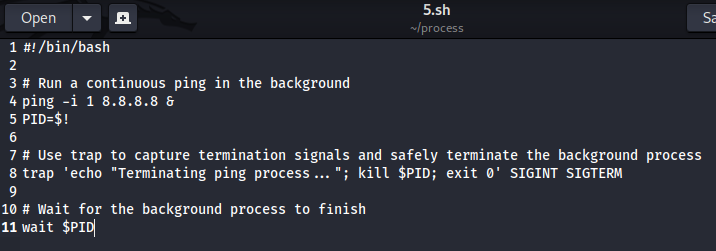 Open
5.sh
~/process
1 #!/bin/bash
2
3 # Run a continuous ping in the background
4 ping -i 1 8.8.8.8 &
5 PID=$!
6
7 # Use trap to capture termination signals and safely terminate the background process
8 trap 'echo "Terminating ping process..."; kill $PID; exit 0' SIGINT SIGTERM
9
10 # Wait for the background process to finish
11 wait $PID